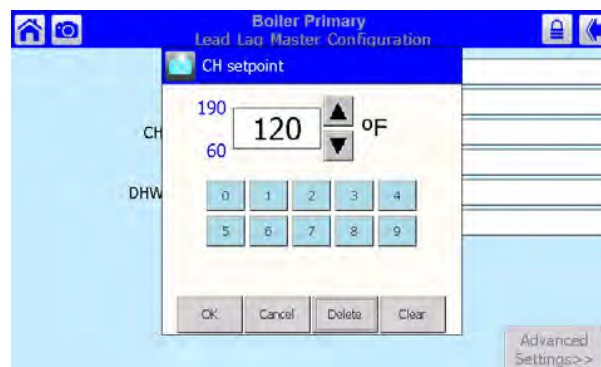 Boiler Primary
Lead Lag Master Configuration
CH setpoint
190
120 ºF
60
CH
DHW
0 1 2 3 4
5 6 7 8 9
OK Cancel Delete Clear
Advanced
Settings>>